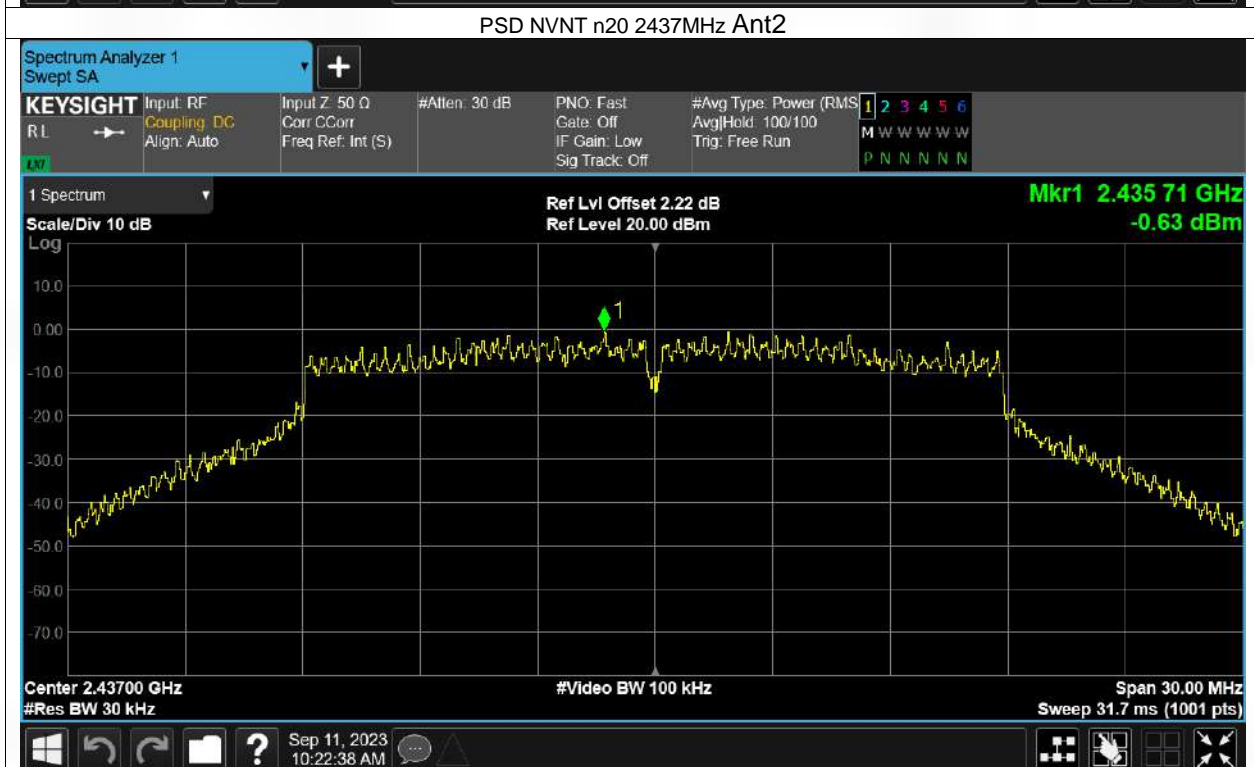 PSD NVNT n20 2437MHz Ant2
Spectrum Analyzer 1
Swept SA
KEYSIGHT
RL
LXI
Input: RF
Coupling: DC
Align: Auto
Input Z: 50 Ω
Corr CCorr
Freq Ref: Int (S)
#Atten: 30 dB
PNO: Fast
Gate: Off
IF Gain: Low
Sig Track: Off
#Avg Type: Power (RMS
Avg|Hold: 100/100
Trig: Free Run
1 2 3 4 5 6
M W W W W W
P N N N N N
1 Spectrum
Scale/Div 10 dB
Log
Ref Lvl Offset 2.22 dB
Ref Level 20.00 dBm
Mkr1 2.435 71 GHz
-0.63 dBm
10.0
0.00
-10.0
-20.0
-30.0
-40.0
-50.0
-60.0
-70.0
1
Center 2.43700 GHz
#Res BW 30 kHz
#Video BW 100 kHz
Span 30.00 MHz
Sweep 31.7 ms (1001 pts)
?
Sep 11, 2023
10:22:38 AM